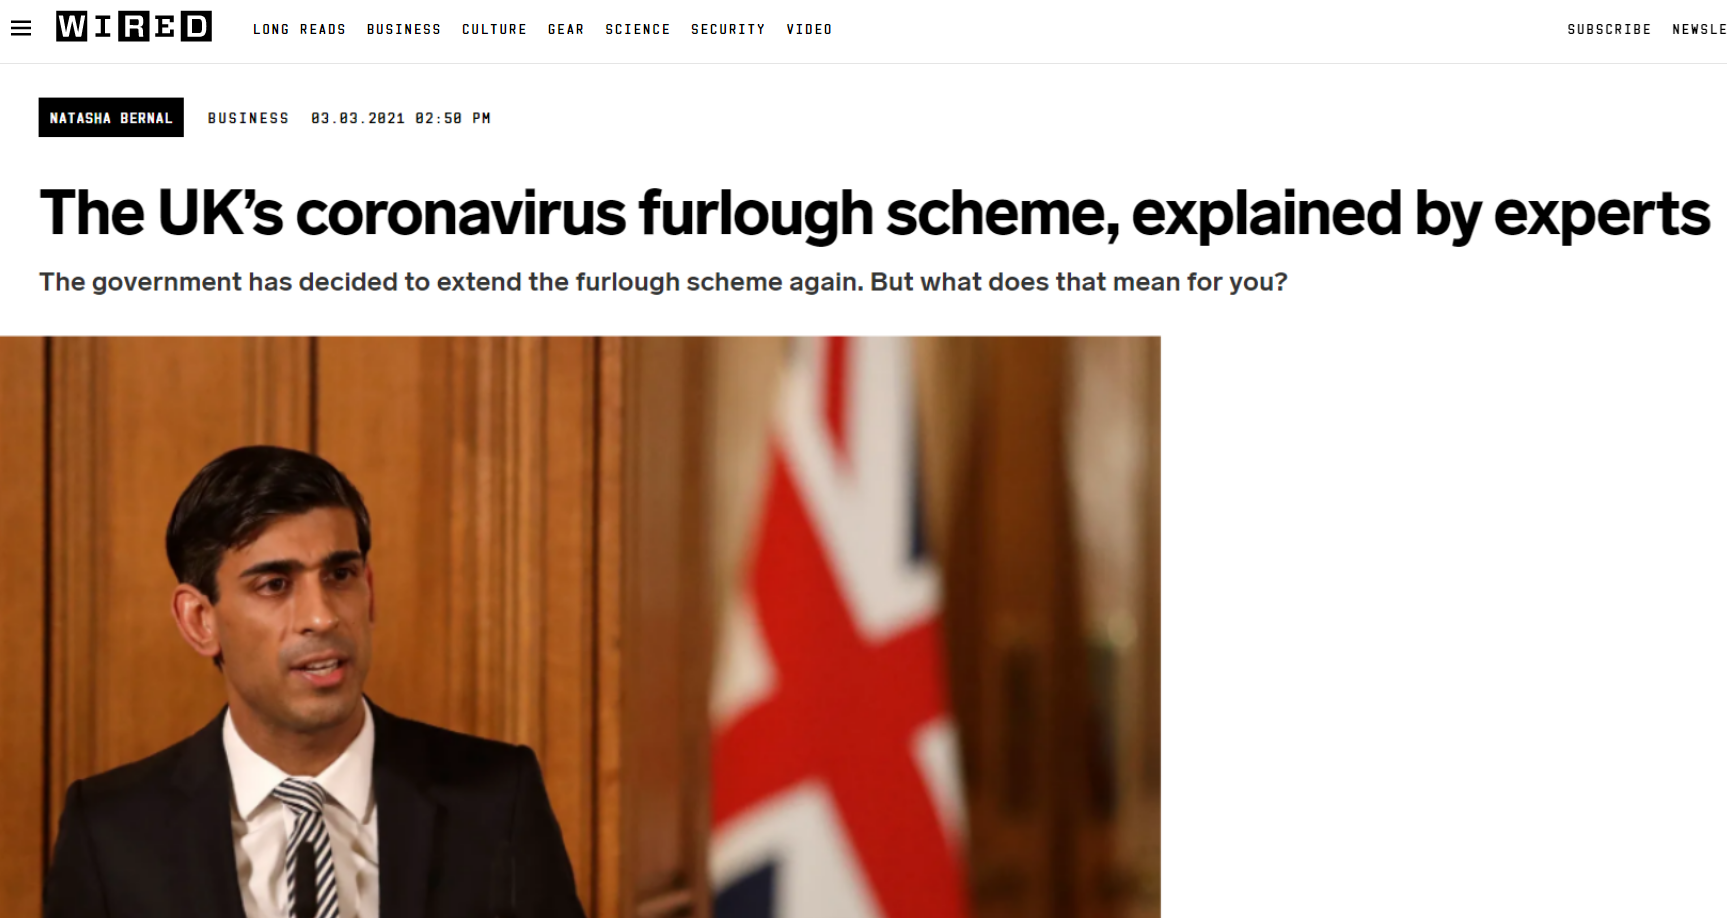 WIRED
LONG READS BUSINESS CULTURE GEAR SCIENCE SECURITY VIDEO
SUBSCRIBE NEWSLE
NATASHA BERNAL BUSINESS 03.03.2021 02:50 PM
The UK’s coronavirus furlough scheme, explained by experts
The government has decided to extend the furlough scheme again. But what does that mean for you?